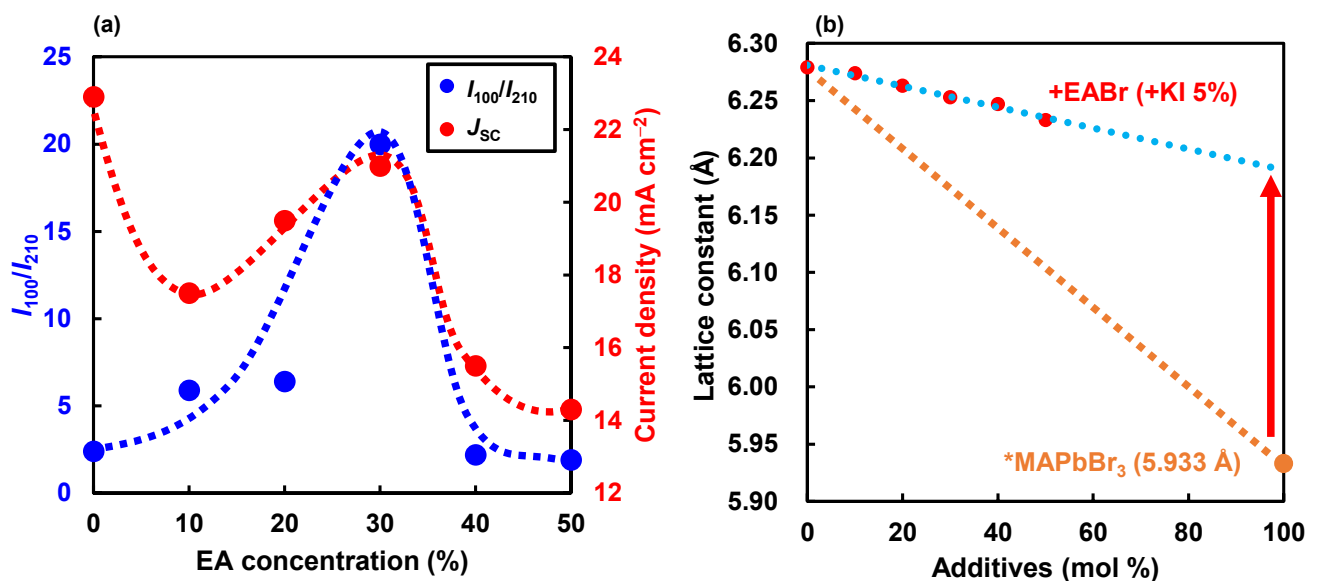 (a)
25
20
15
10
5
0
I₁₀₀/I₂₁₀
I₁₀₀/I₂₁₀
J_SC
24
22
20
18
16
14
12
Current density (mA cm⁻²)
0 10 20 30 40 50
EA concentration (%)
(b)
6.30
6.25
6.20
6.15
6.10
6.05
6.00
5.95
5.90
Lattice constant (Å)
+EABr (+KI 5%)
*MAPbBr₃ (5.933 Å)
0 20 40 60 80 100
Additives (mol %)